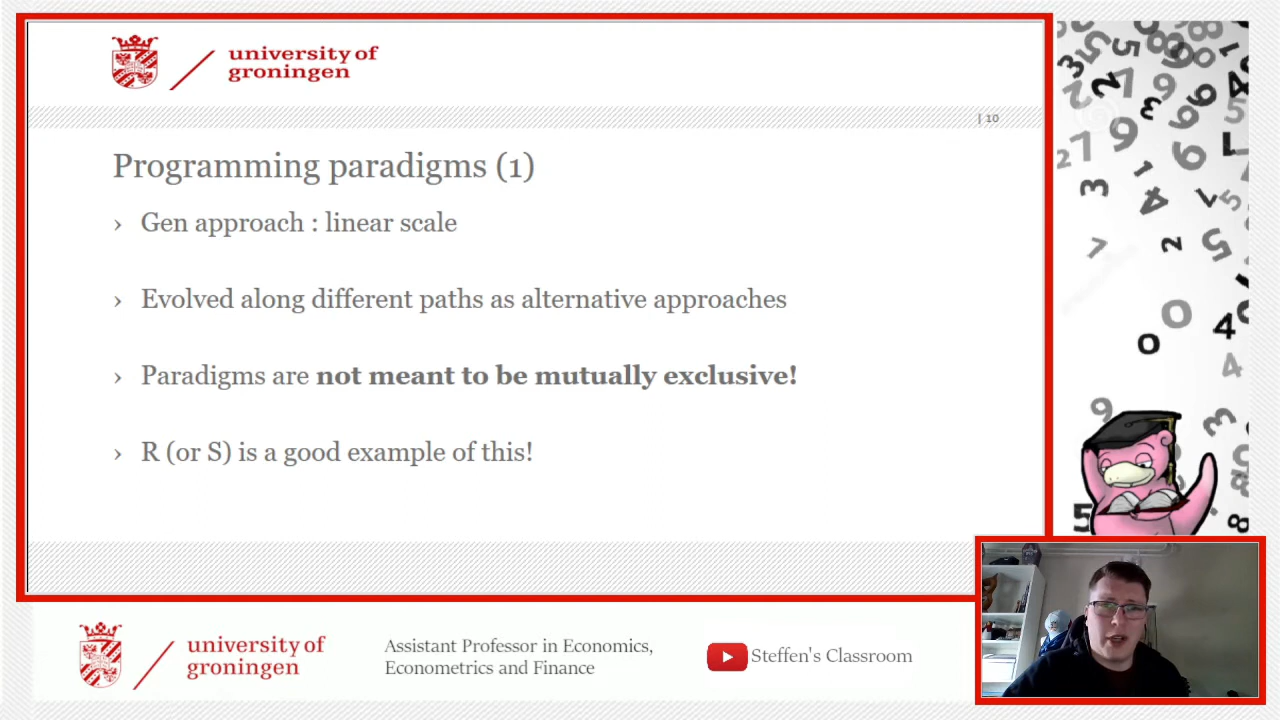 university of
groningen
| 10
Programming paradigms (1)
› Gen approach : linear scale
› Evolved along different paths as alternative approaches
› Paradigms are not meant to be mutually exclusive!
› R (or S) is a good example of this!
university of
groningen
Assistant Professor in Economics,
Econometrics and Finance
Steffen's Classroom